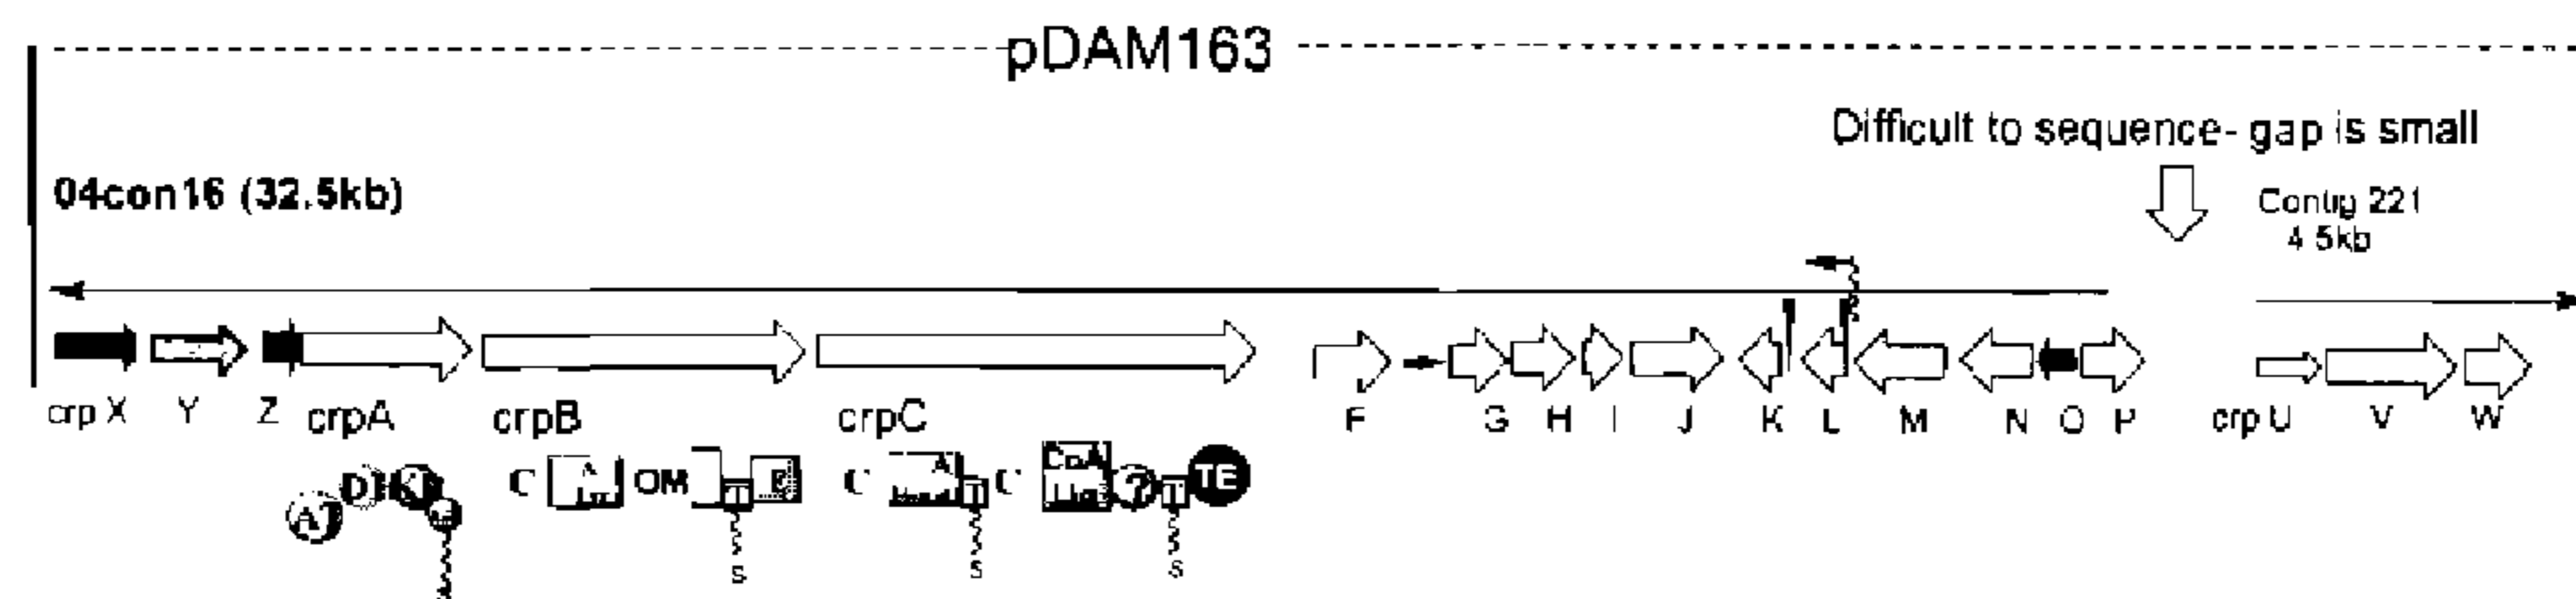 pDAM163
Difficult to sequence- gap is small
04con16 (32.5kb)
Contig 221
4.5kb
crp X Y Z crpA crpB crpC F G H I J K L M N O P crp U V W
C A OM T C A T C CoA ? T TE
A
s s s